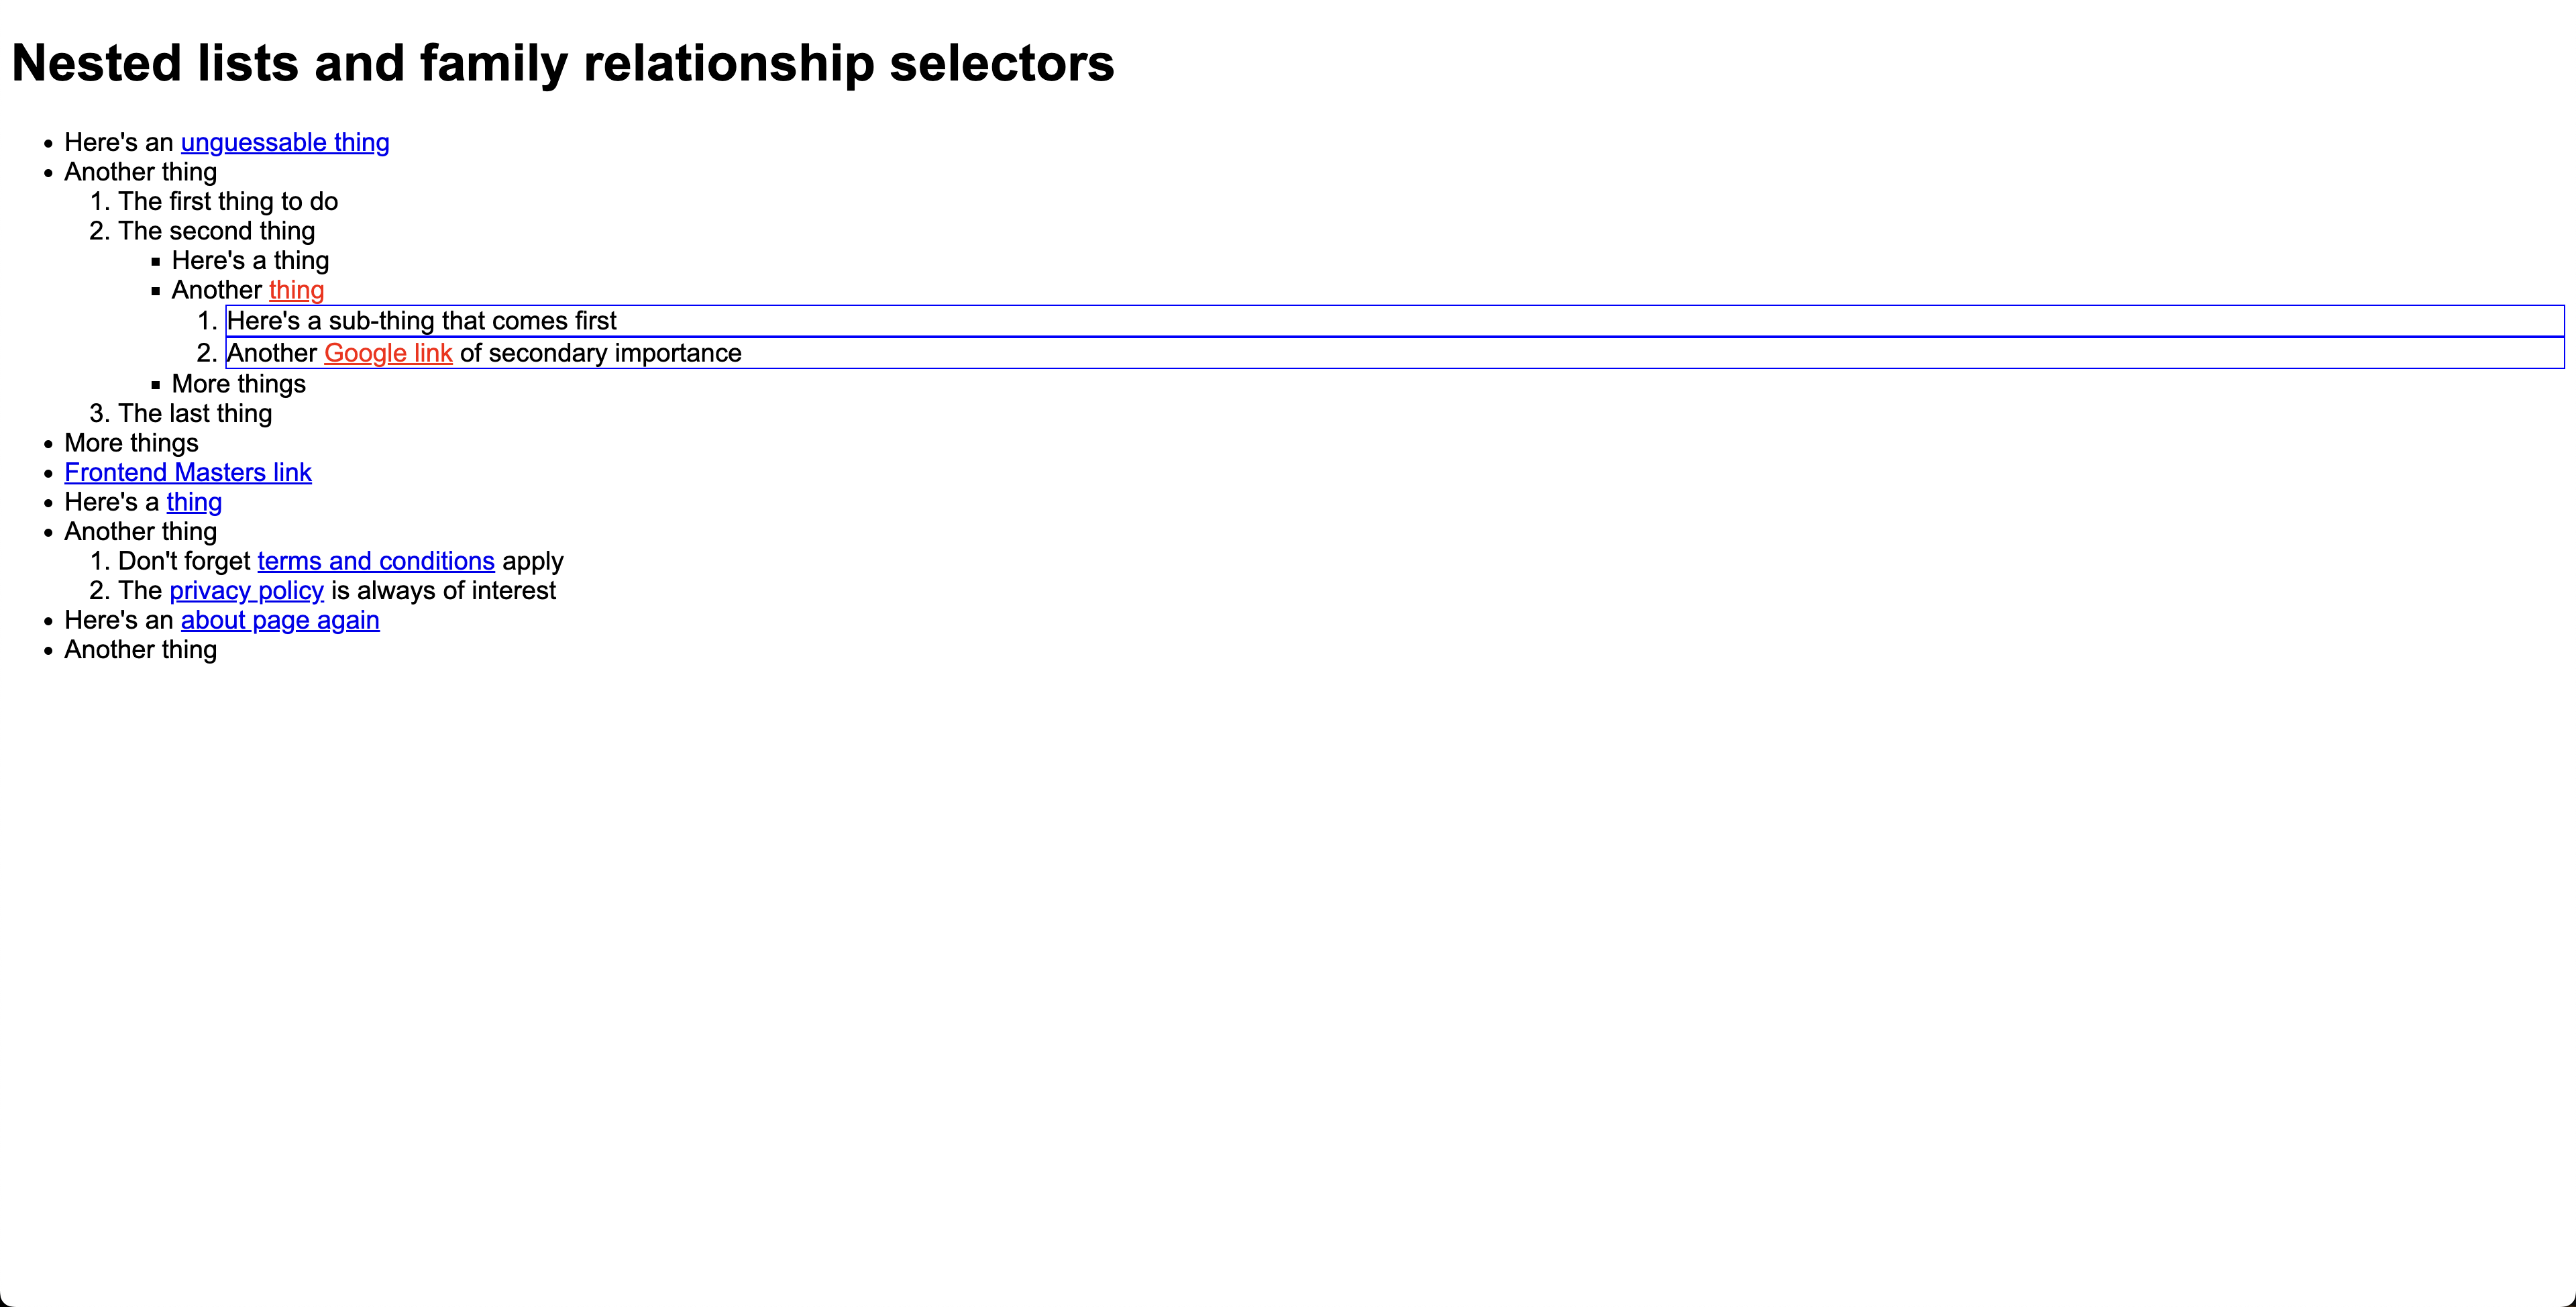 Nested lists and family relationship selectors
• Here's an unguessable thing
• Another thing
1. The first thing to do
2. The second thing
▪ Here's a thing
▪ Another thing
1. Here's a sub-thing that comes first
2. Another Google link of secondary importance
▪ More things
3. The last thing
• More things
• Frontend Masters link
• Here's a thing
• Another thing
1. Don't forget terms and conditions apply
2. The privacy policy is always of interest
• Here's an about page again
• Another thing